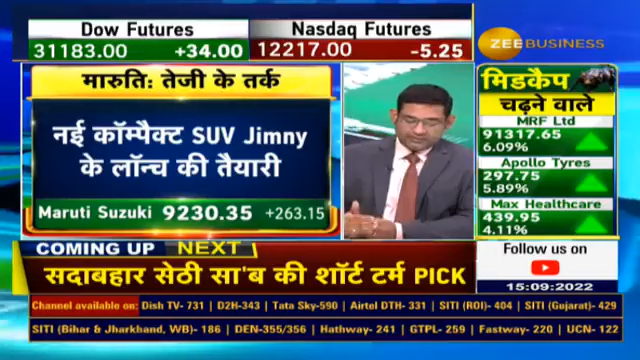 Dow Futures
31183.00 +34.00
Nasdaq Futures
12217.00 -5.25
ZEE BUSINESS
मारुति: तेजी के तर्क
नई कॉम्पैक्ट SUV Jimny
के लॉन्च की तैयारी
Maruti Suzuki 9230.35 +263.15
मिडकैप
चढ़ने वाले
MRF Ltd
91317.65
6.09%
Apollo Tyres
297.75
5.89%
Max Healthcare
439.95
4.11%
COMING UP NEXT
सदाबहार सेठी सा'ब की शॉर्ट टर्म PICK
Follow us on
15:09:2022
Channel available on: Dish TV- 731 | D2H-343 | Tata Sky-590 | Airtel DTH- 331 | SITI (ROI)- 404 | SITI (Gujarat)- 429
SITI (Bihar & Jharkhand, WB)- 186 | DEN-355/356 | Hathway- 241 | GTPL- 259 | Fastway- 220 | UCN- 122